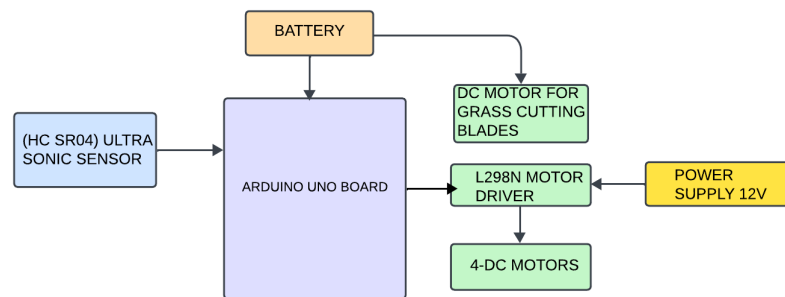 BATTERY
DC MOTOR FOR
GRASS CUTTING
BLADES
(HC SR04) ULTRA
SONIC SENSOR
ARDUINO UNO BOARD
L298N MOTOR
DRIVER
POWER
SUPPLY 12V
4-DC MOTORS